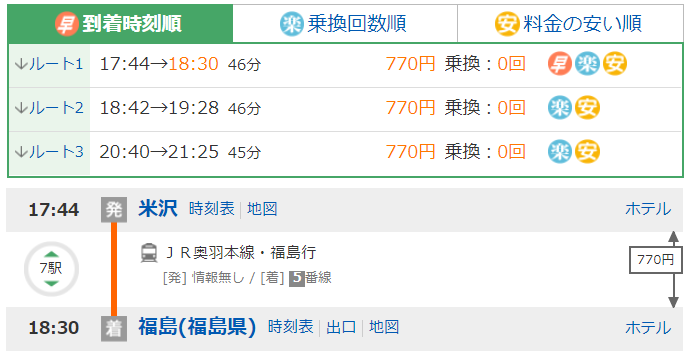 早 到着時刻順 楽 乗換回数順 安 料金の安い順
↓ルート1 17:44→18:30 46分 770円 乗換：0回 早 楽 安
↓ルート2 18:42→19:28 46分 770円 乗換：0回 楽 安
↓ルート3 20:40→21:25 45分 770円 乗換：0回 楽 安
17:44 発 米沢 時刻表 | 地図 ホテル
ＪＲ奥羽本線・福島行
7駅 770円
[発] 情報無し / [着] 5番線
18:30 着 福島(福島県) 時刻表 | 出口 | 地図 ホテル